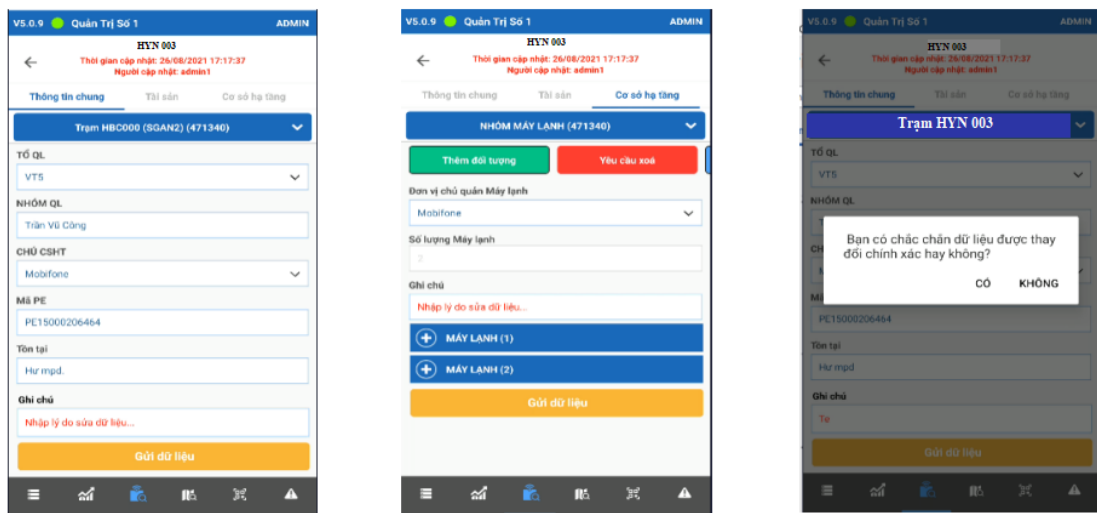 V5.0.9 Quản Trị Số 1 ADMIN
HYN 003
Thời gian cập nhật: 26/08/2021 17:17:37
Người cập nhật: admin1
Thông tin chung Tài sản Cơ sở hạ tầng
Trạm HBC000 (SGAN2) (471340)
TỔ QL
VT5
NHÓM QL
Trần Vũ Công
CHỦ CSHT
Mobifone
Mã PE
PE15000206464
Tồn tại
Hư mpd.
Ghi chú
Nhập lý do sửa dữ liệu...
Gửi dữ liệu
V5.0.9 Quản Trị Số 1 ADMIN
HYN 003
Thời gian cập nhật: 26/08/2021 17:17:37
Người cập nhật: admin1
Thông tin chung Tài sản Cơ sở hạ tầng
NHÓM MÁY LẠNH (471340)
Thêm đối tượng Yêu cầu xoá
Đơn vị chủ quản Máy lạnh
Mobifone
Số lượng Máy lạnh
2
Ghi chú
Nhập lý do sửa dữ liệu...
MÁY LẠNH (1)
MÁY LẠNH (2)
Gửi dữ liệu
V5.0.9 Quản Trị Số 1 ADMIN
HYN 003
Thời gian cập nhật: 26/08/2021 17:17:37
Người cập nhật: admin1
Thông tin chung Tài sản Cơ sở hạ tầng
Trạm HYN 003
TỔ QL
VT5
NHÓM QL
Bạn có chắc chắn dữ liệu được thay
đổi chính xác hay không?
CÓ KHÔNG
PE15000206464
Tồn tại
Hư mpd
Ghi chú
Te
Gửi dữ liệu